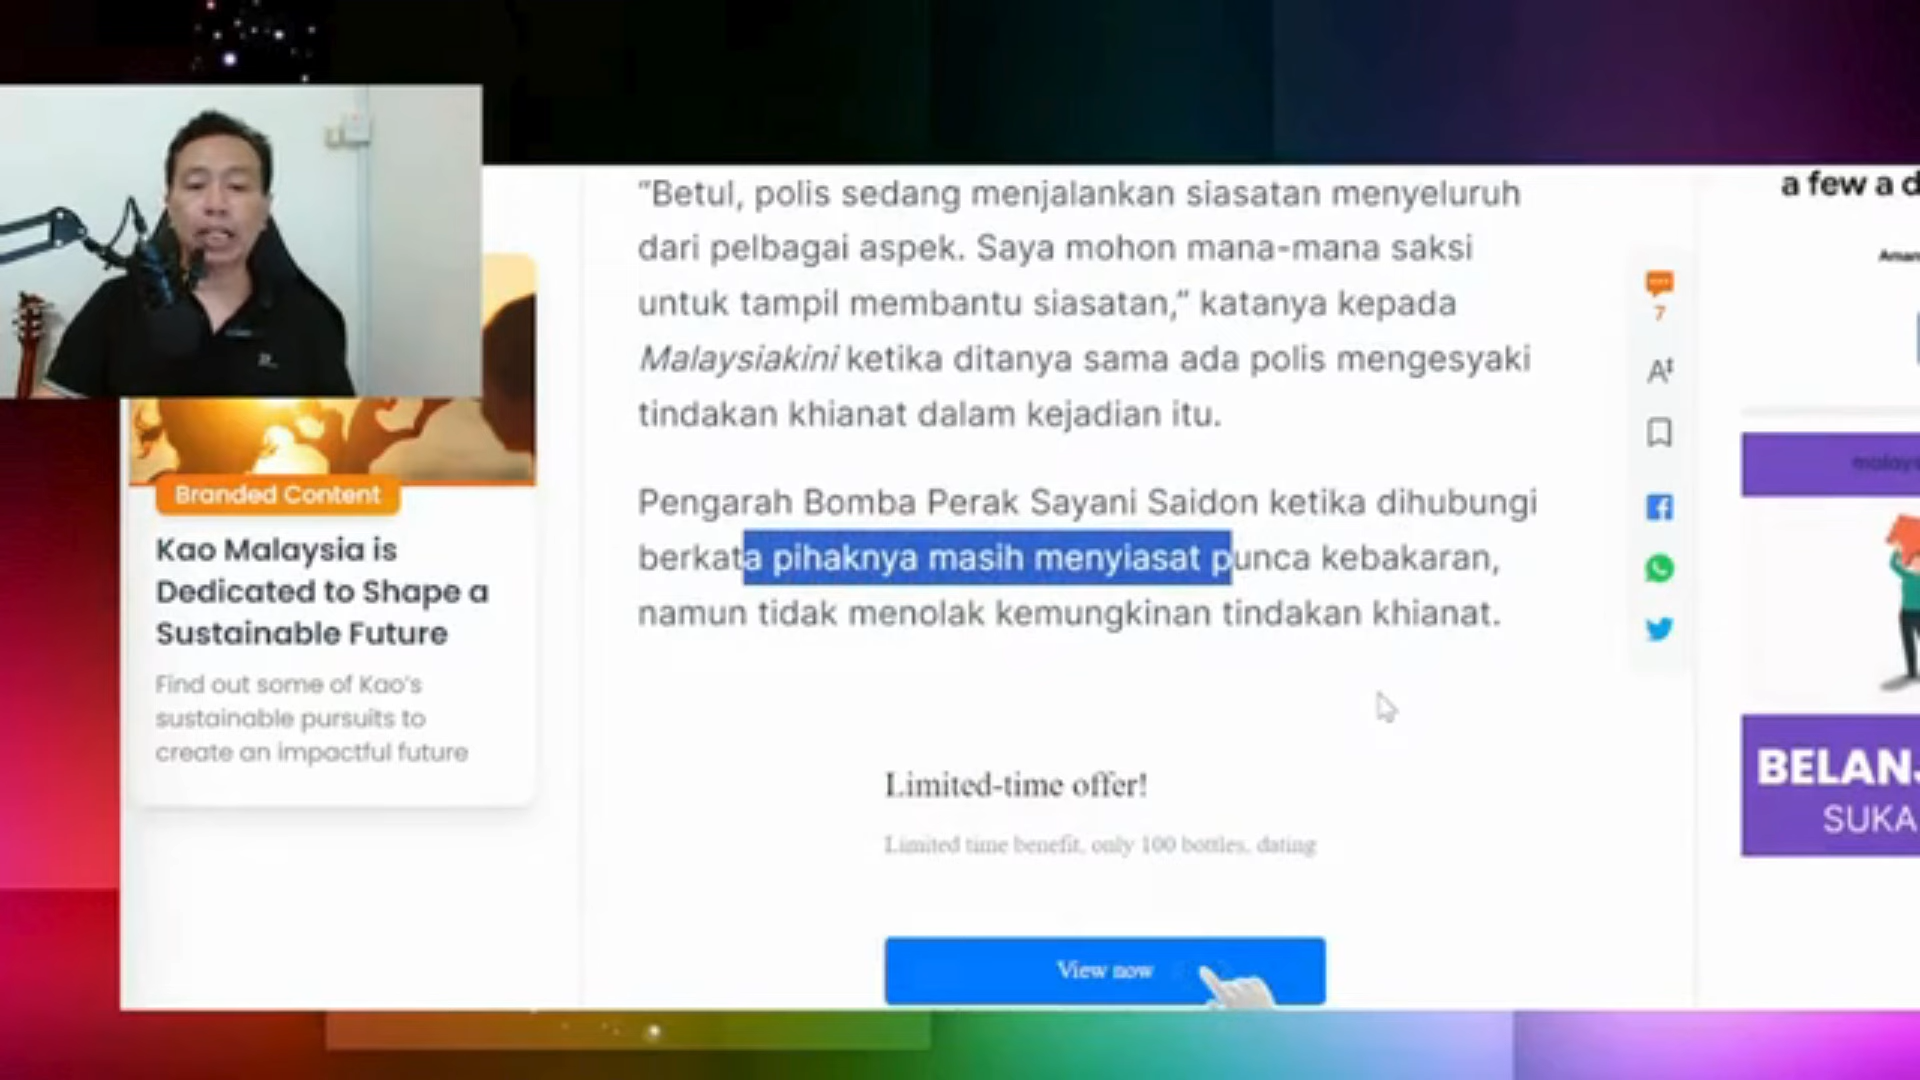 "Betul, polis sedang menjalankan siasatan menyeluruh
dari pelbagai aspek. Saya mohon mana-mana saksi
untuk tampil membantu siasatan," katanya kepada
Malaysiakini ketika ditanya sama ada polis mengesyaki
tindakan khianat dalam kejadian itu.
Pengarah Bomba Perak Sayani Saidon ketika dihubungi
berkata pihaknya masih menyiasat punca kebakaran,
namun tidak menolak kemungkinan tindakan khianat.
Branded Content
Kao Malaysia is
Dedicated to Shape a
Sustainable Future
Find out some of Kao's
sustainable pursuits to
create an impactful future
Limited-time offer!
Limited time benefit, only 100 bottles, dating
View now
7
A
a few a d
Aman
malays
BELANJ
SUKA